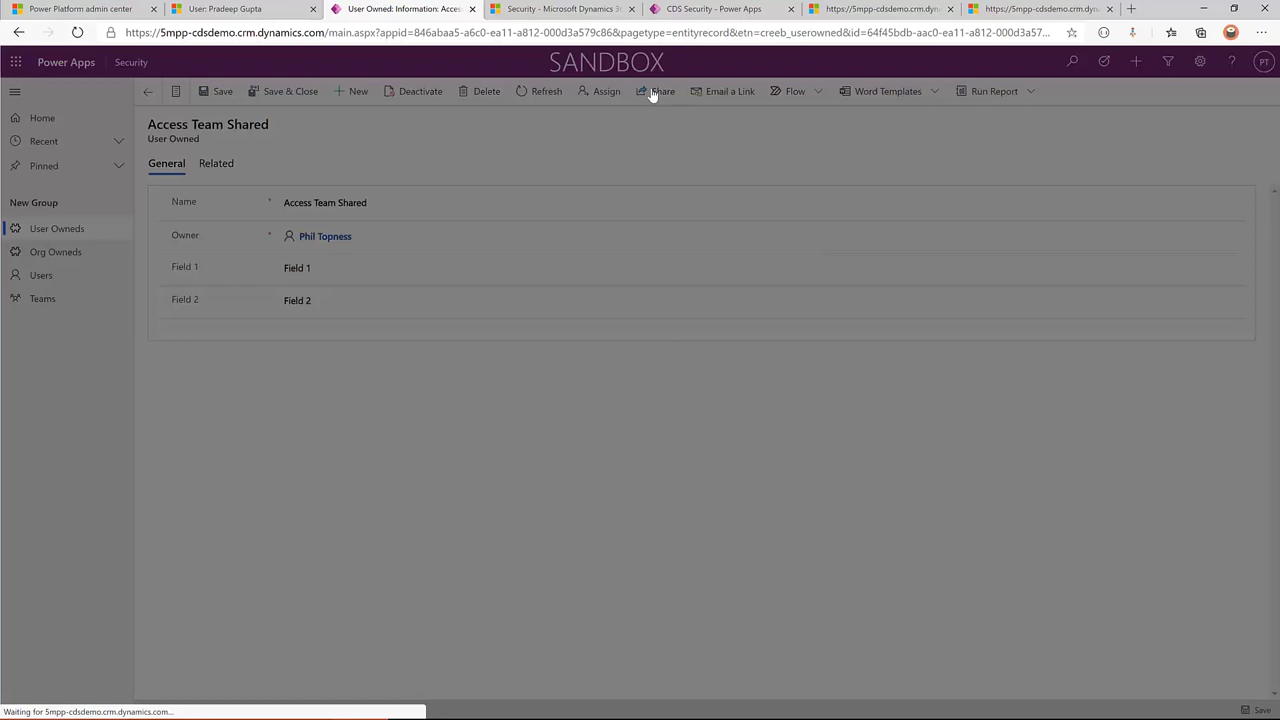 Power Platform admin center
User: Pradeep Gupta
User Owned: Information: Acces
Security - Microsoft Dynamics 3
CDS Security - Power Apps
https://5mpp-cdsdemo.crm.dyn
https://5mpp-cdsdemo.crm.dyn
https://5mpp-cdsdemo.crm.dynamics.com/main.aspx?appid=846abaa5-a6c0-ea11-a812-000d3a579c86&pagetype=entityrecord&etn=creeb_userowned&id=64f45bdb-aac0-ea11-a812-000d3a57...
Power Apps
Security
SANDBOX
PT
Save
Save & Close
New
Deactivate
Delete
Refresh
Assign
Share
Email a Link
Flow
Word Templates
Run Report
Home
Recent
Pinned
New Group
User Owneds
Org Owneds
Users
Teams
Access Team Shared
User Owned
General
Related
Name * Access Team Shared
Owner * Phil Topness
Field 1 Field 1
Field 2 Field 2
Waiting for 5mpp-cdsdemo.crm.dynamics.com...
Save